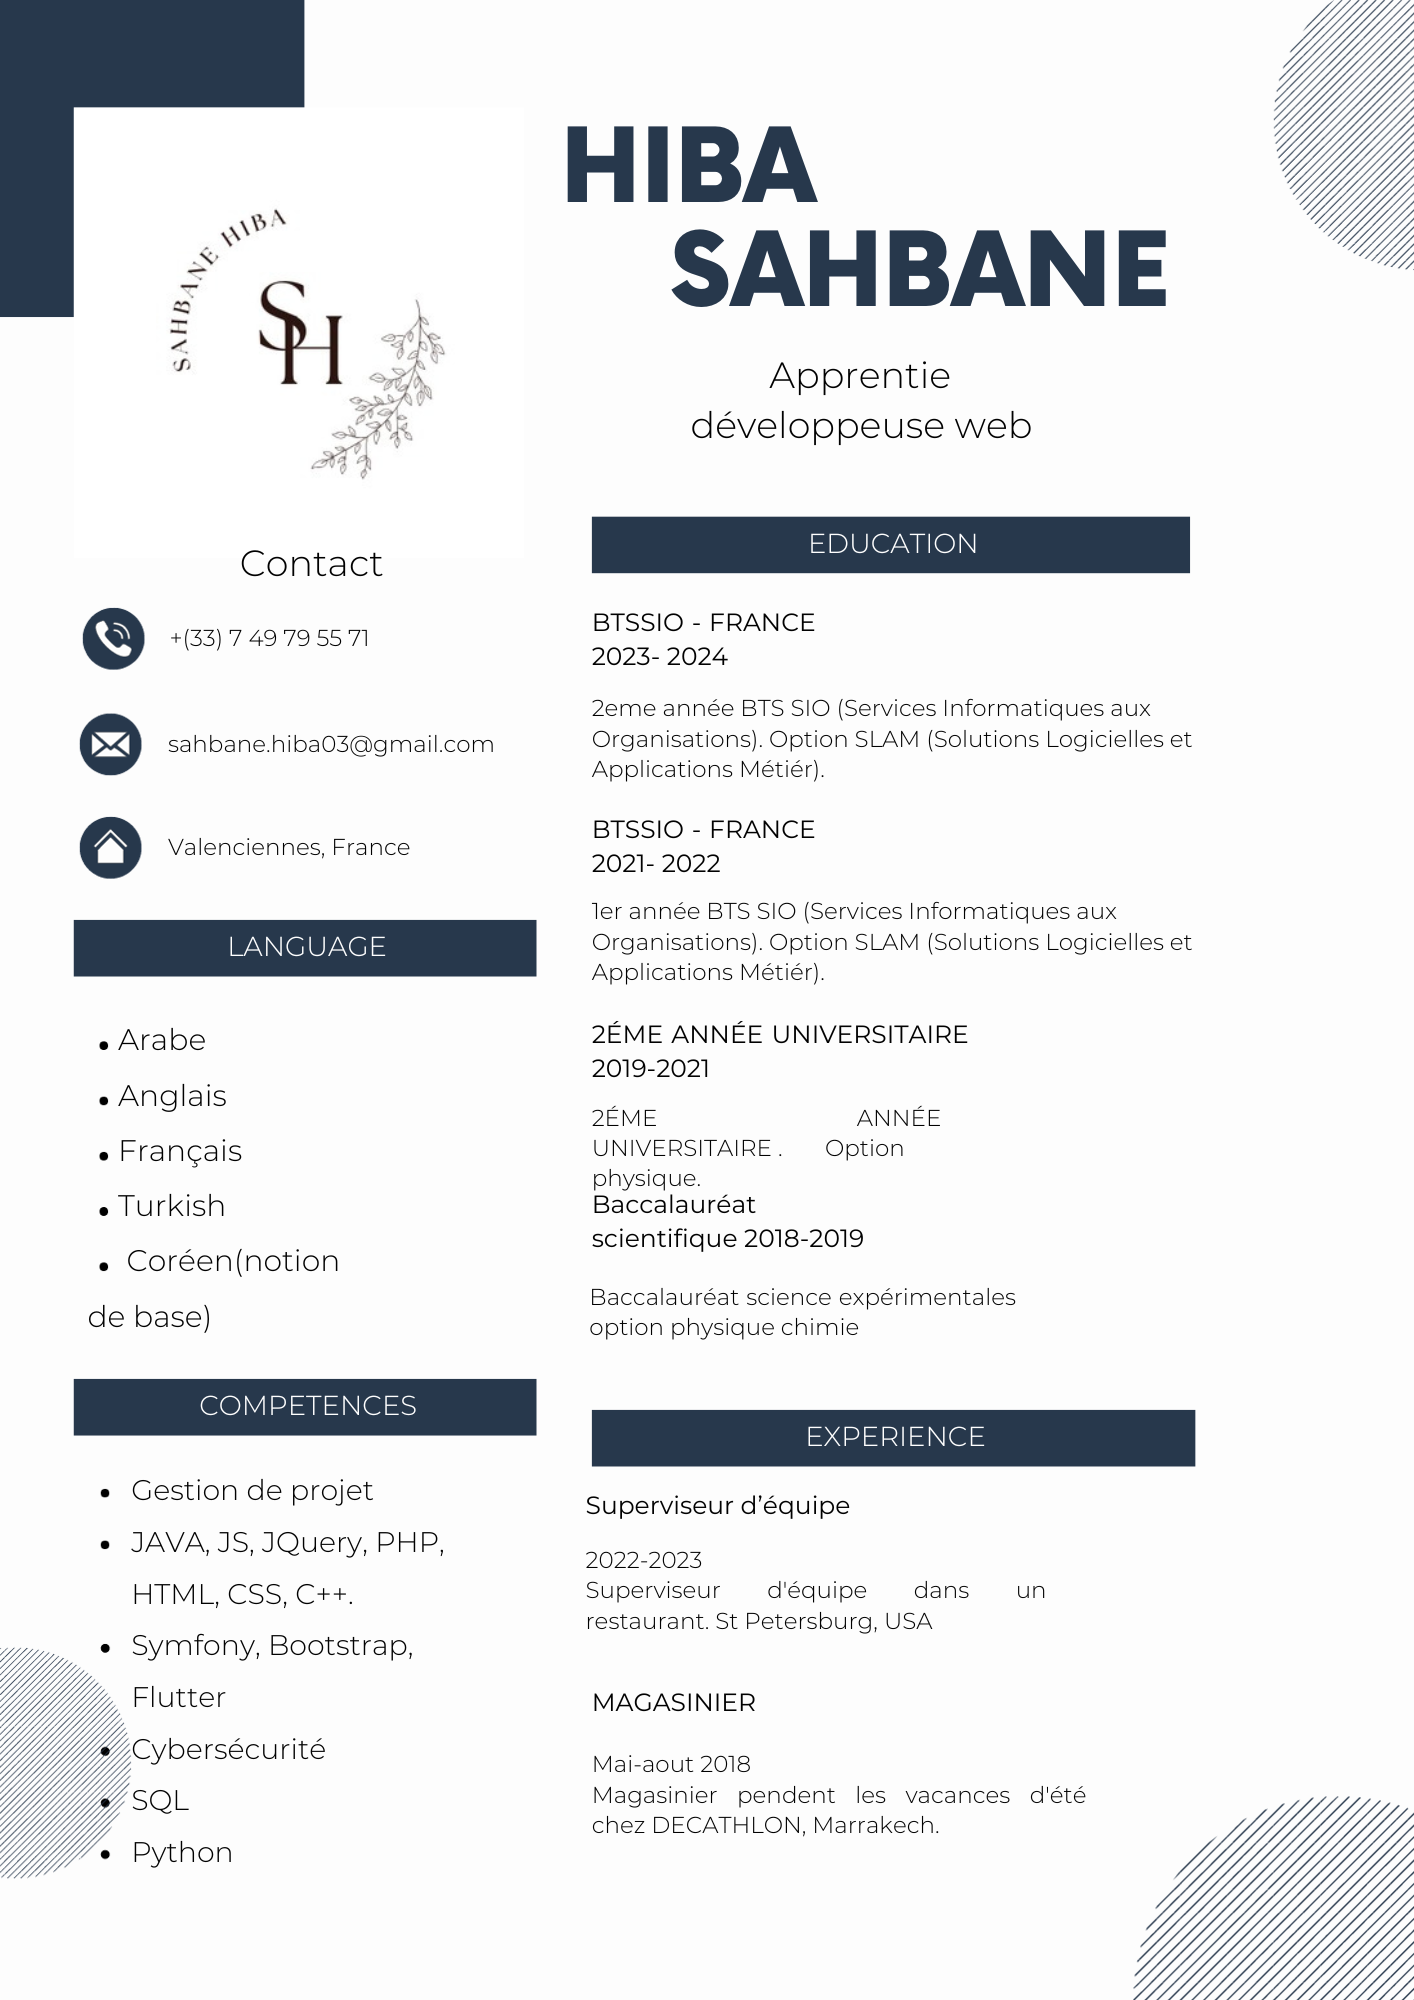 SAHBANE HIBA
SH
HIBA
SAHBANE
Apprentie
développeuse web
Contact
+(33) 7 49 79 55 71
sahbane.hiba03@gmail.com
Valenciennes, France
LANGUAGE
• Arabe
• Anglais
• Français
• Turkish
• Coréen(notion
de base)
COMPETENCES
• Gestion de projet
• JAVA, JS, JQuery, PHP,
HTML, CSS, C++.
• Symfony, Bootstrap,
Flutter
• Cybersécurité
• SQL
• Python
EDUCATION
BTSSIO - FRANCE
2023- 2024
2eme année BTS SIO (Services Informatiques aux
Organisations). Option SLAM (Solutions Logicielles et
Applications Métiér).
BTSSIO - FRANCE
2021- 2022
1er année BTS SIO (Services Informatiques aux
Organisations). Option SLAM (Solutions Logicielles et
Applications Métiér).
2ÉME ANNÉE UNIVERSITAIRE
2019-2021
2ÉME ANNÉE
UNIVERSITAIRE . Option
physique.
Baccalauréat
scientifique 2018-2019
Baccalauréat science expérimentales
option physique chimie
EXPERIENCE
Superviseur d’équipe
2022-2023
Superviseur d'équipe dans un
restaurant. St Petersburg, USA
MAGASINIER
Mai-aout 2018
Magasinier pendent les vacances d'été
chez DECATHLON, Marrakech.